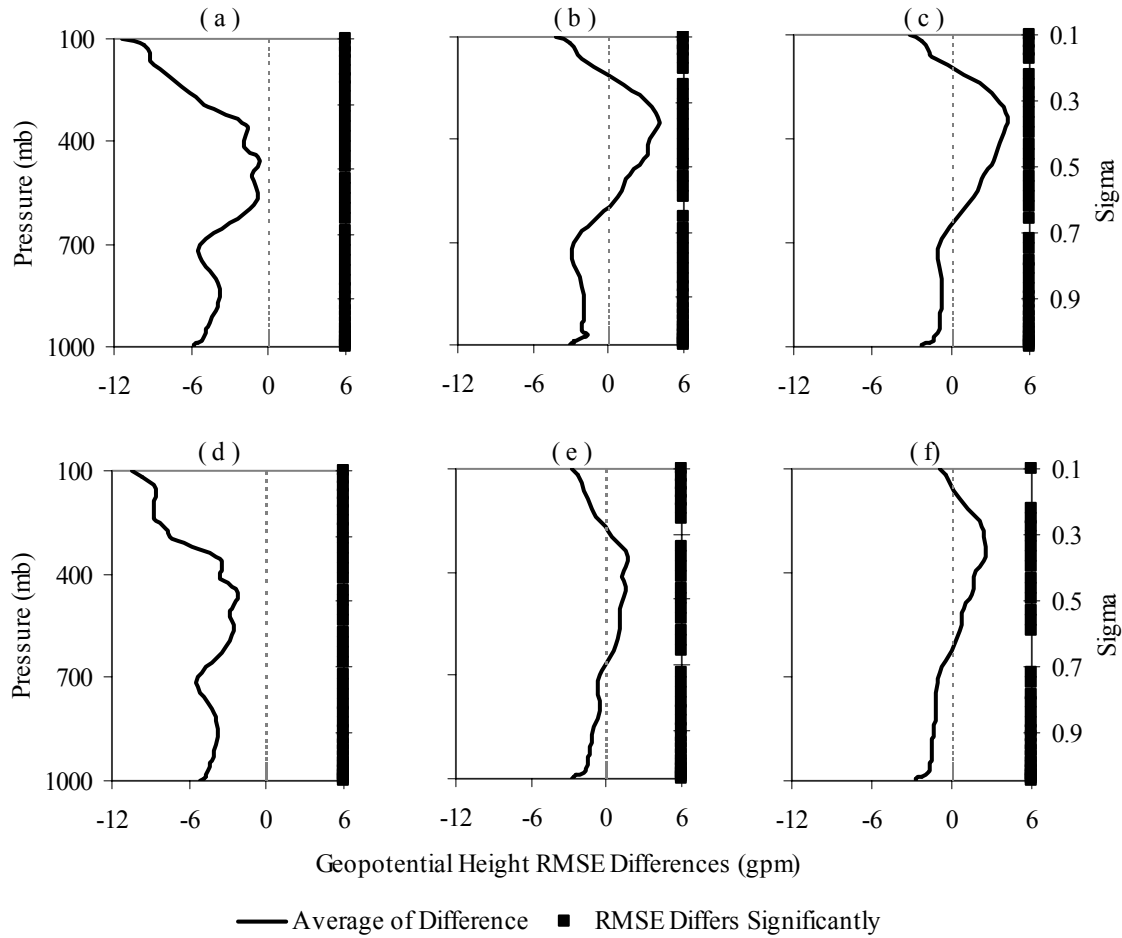 ( a )
( b )
( c )
100
400
700
1000
Pressure (mb)
-12 -6 0 6
-12 -6 0 6
-12 -6 0 6
0.1
0.3
0.5
0.7
0.9
Sigma
( d )
( e )
( f)
100
400
700
1000
Pressure (mb)
-12 -6 0 6
-12 -6 0 6
-12 -6 0 6
0.1
0.3
0.5
0.7
0.9
Sigma
Geopotential Height RMSE Differences (gpm)
Average of Difference RMSE Differs Significantly